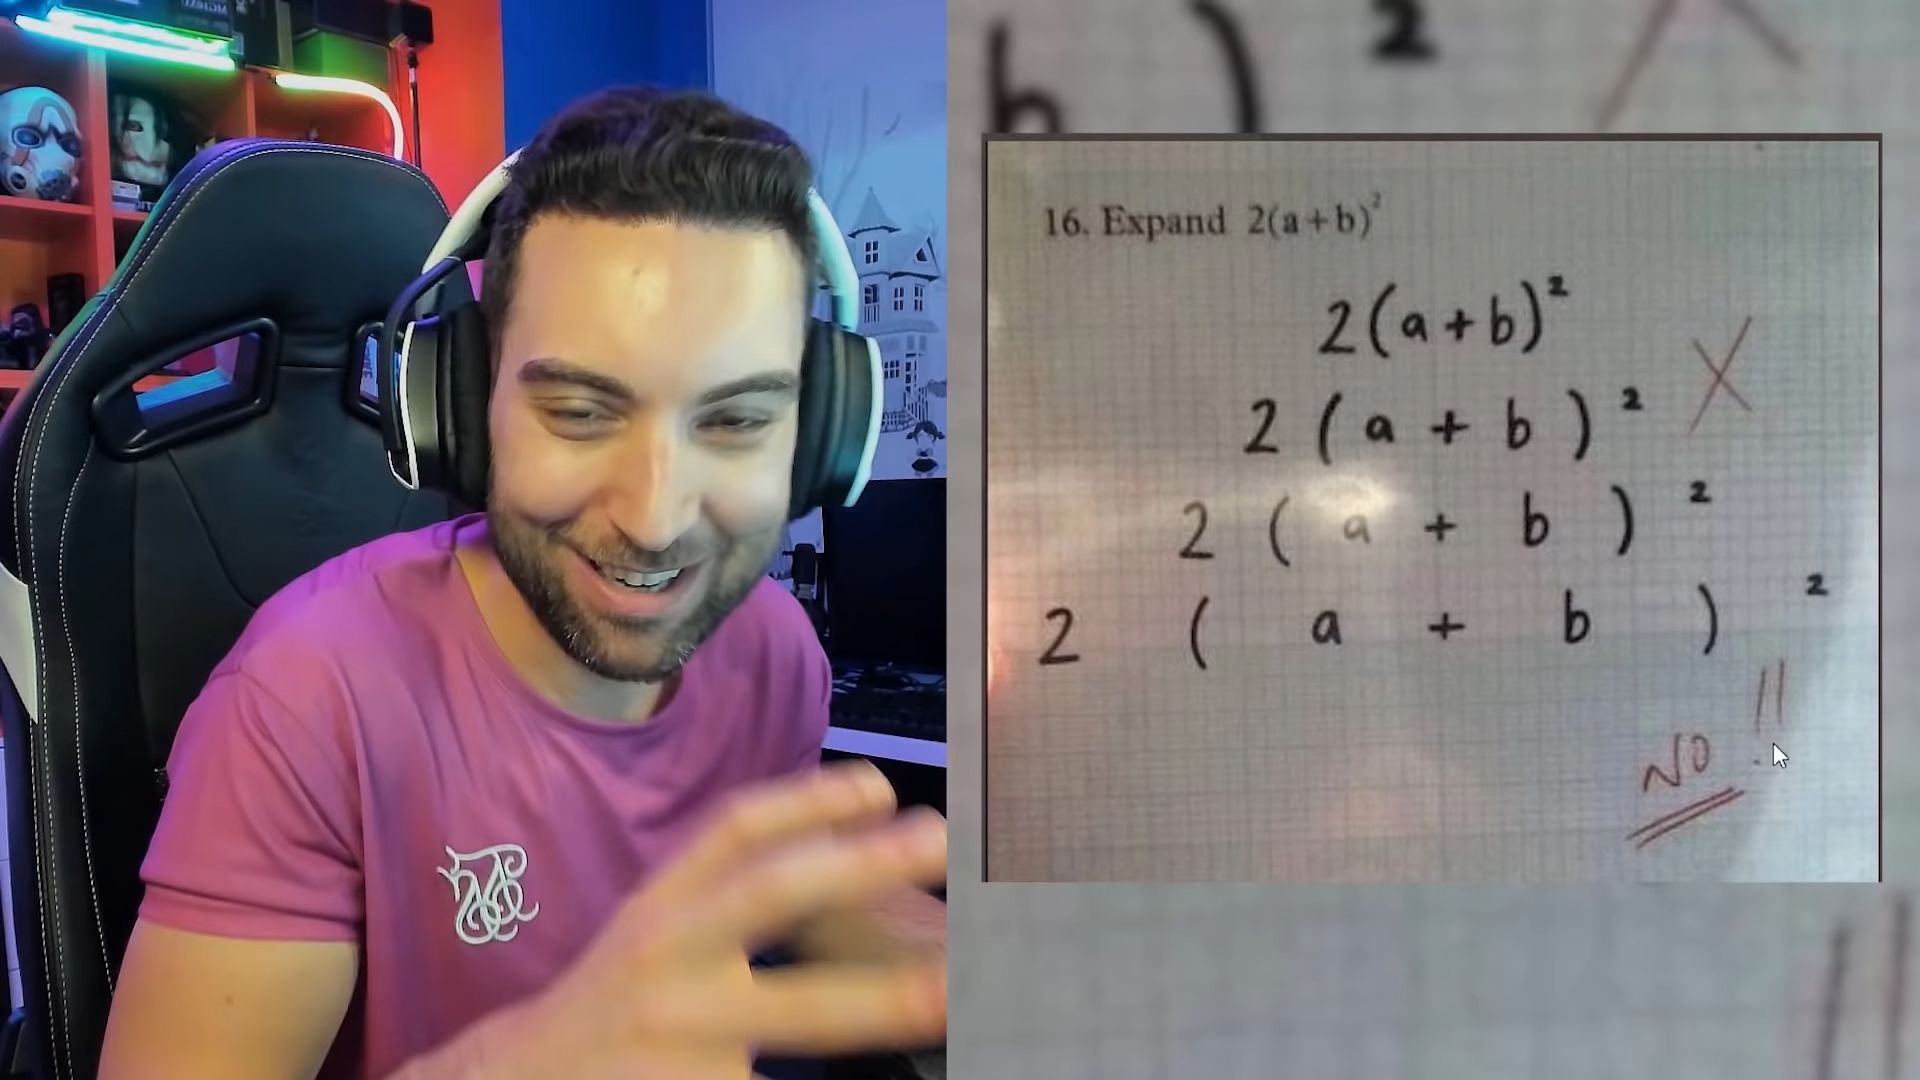 16. Expand 2(a+b)²
2(a+b)²
2 ( a + b ) ²
2 ( a + b ) ²
2 ( a + b ) ²
NO !!